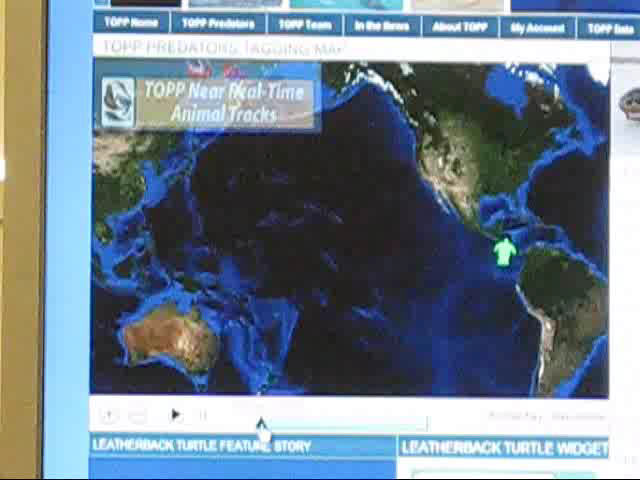 TOPP Home
TOPP Predators
TOPP Team
In the News
About TOPP
My Account
TOPP Data
TOPP PREDATORS TAGGING MAP
TOPP Near Real-Time
Animal Tracks
LEATHERBACK TURTLE FEATURE STORY
LEATHERBACK TURTLE WIDGET